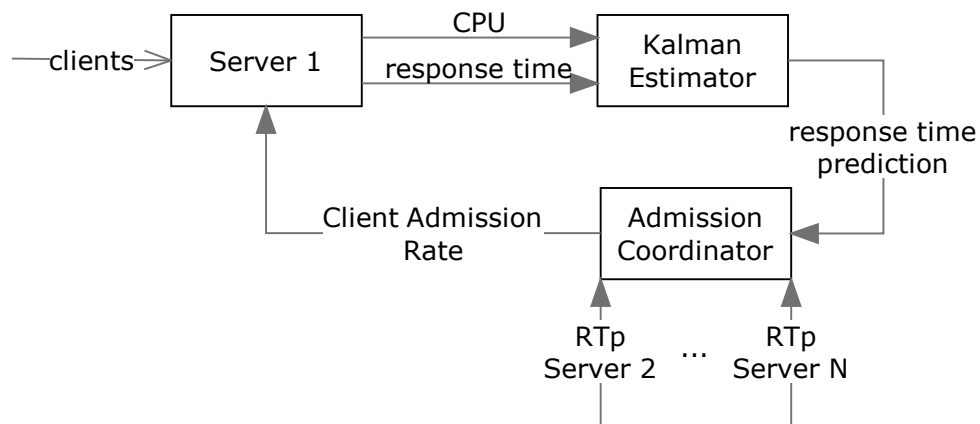 CPU
clients
Server 1
response time
Kalman
Estimator
response time
prediction
Client Admission
Rate
Admission
Coordinator
RTp
Server 2
...
RTp
Server N